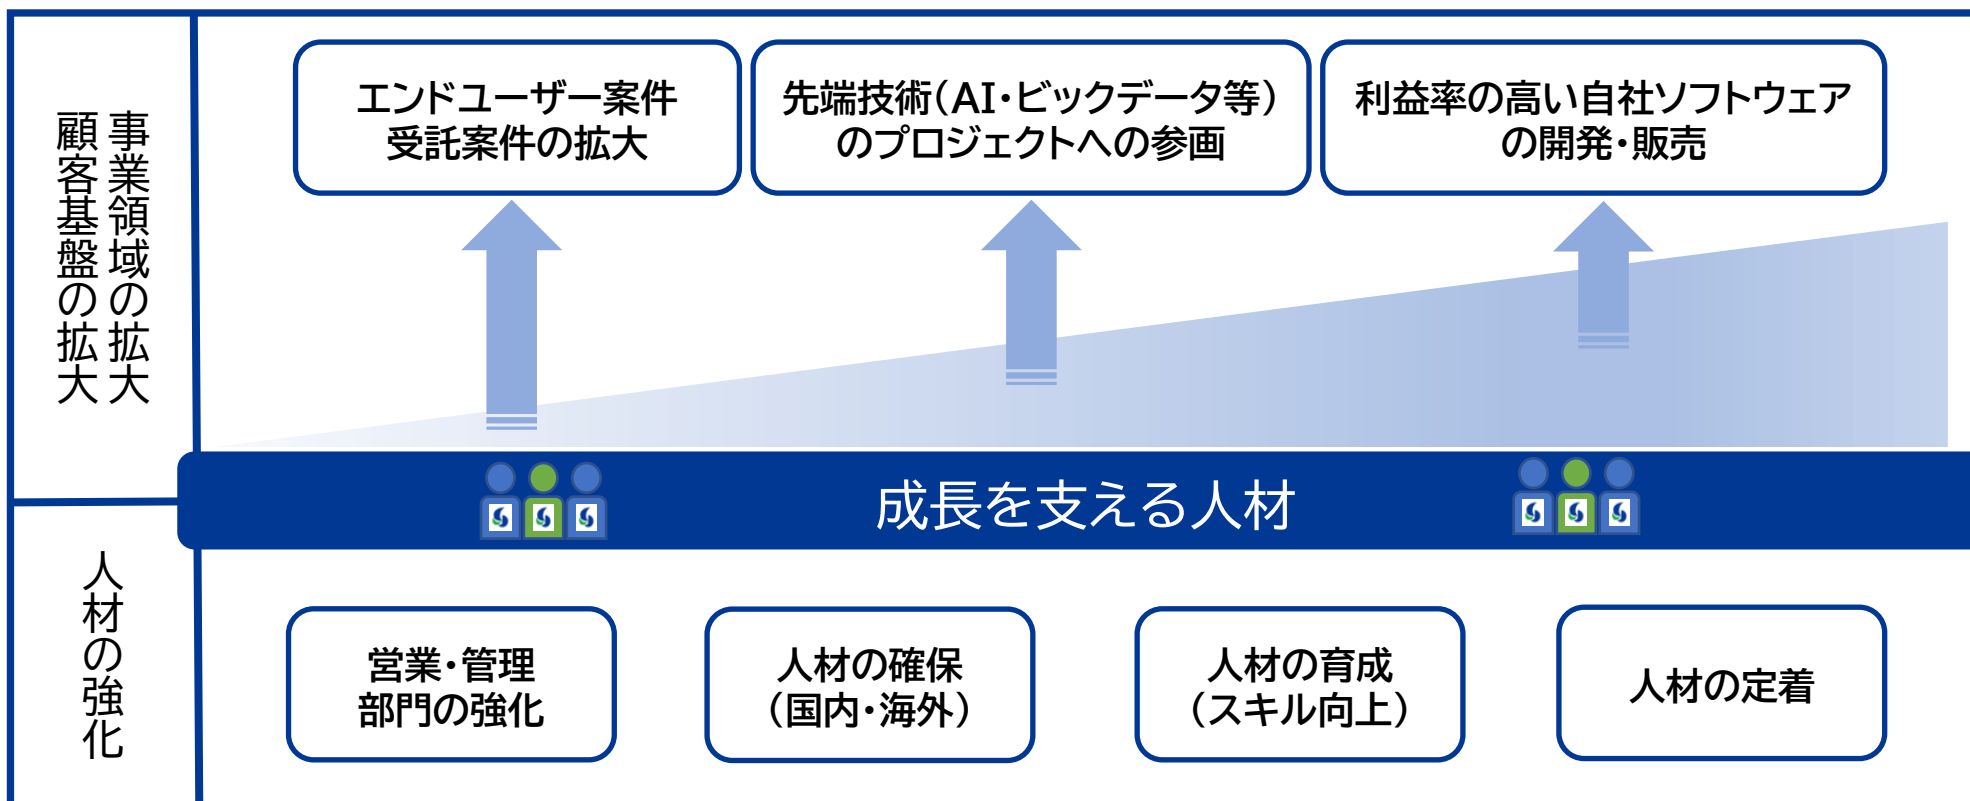 事業領域の拡大
顧客基盤の拡大
エンドユーザー案件
受託案件の拡大
先端技術（AI・ビックデータ等）
のプロジェクトへの参画
利益率の高い自社ソフトウェア
の開発・販売
成長を支える人材
人材の強化
営業・管理
部門の強化
人材の確保
（国内・海外）
人材の育成
（スキル向上）
人材の定着